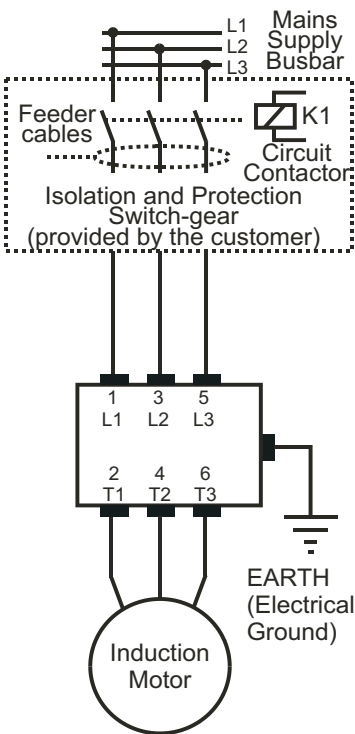 L1
L2
L3
Mains
Supply
Busbar
Feeder
cables
K1
Circuit
Contactor
Isolation and Protection
Switch-gear
(provided by the customer)
1 3 5
L1 L2 L3
2 4 6
T1 T2 T3
EARTH
(Electrical
Ground)
Induction
Motor